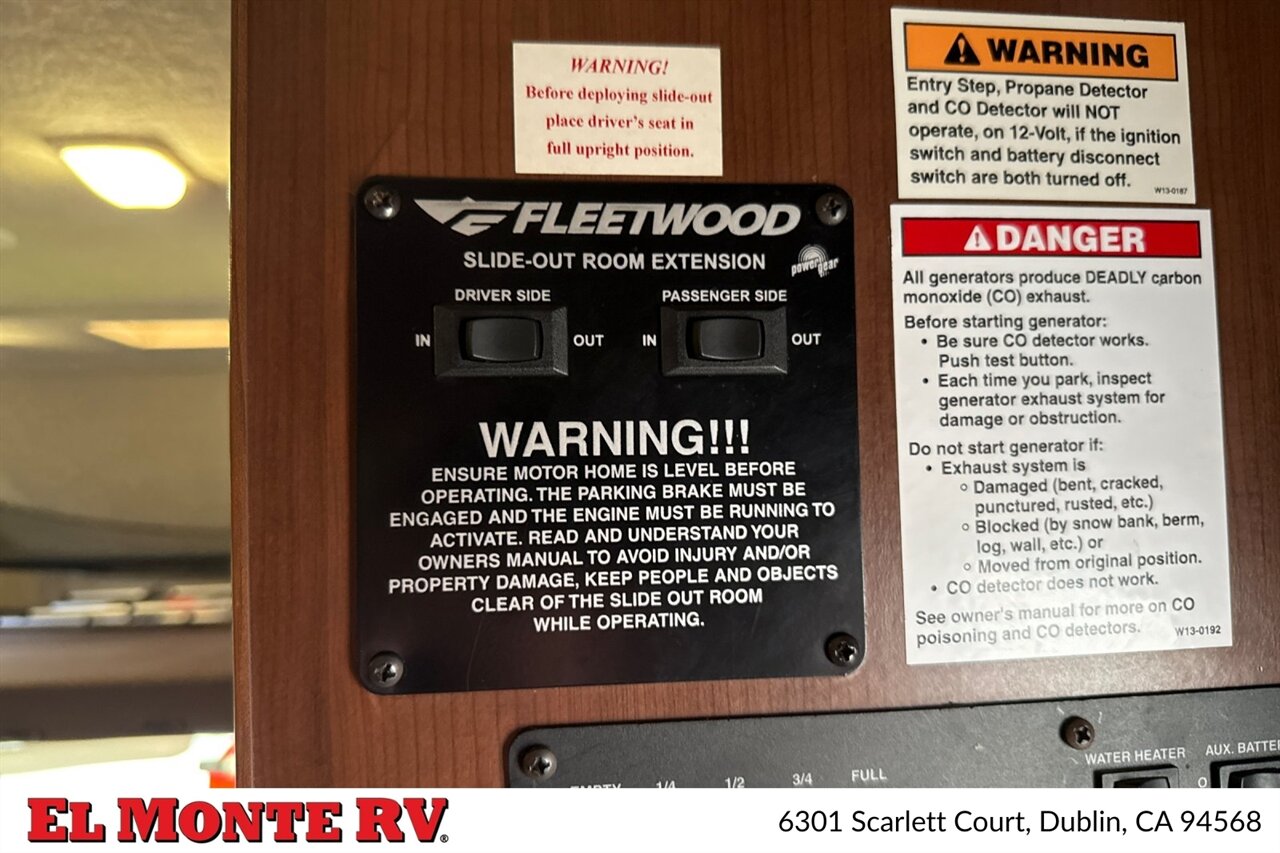 WARNING!
Before deploying slide-out
place driver's seat in
full upright position.
FLEETWOOD
SLIDE-OUT ROOM EXTENSION
power gear
DRIVER SIDE
PASSENGER SIDE
IN
OUT
IN
OUT
WARNING!!!
ENSURE MOTOR HOME IS LEVEL BEFORE
OPERATING. THE PARKING BRAKE MUST BE
ENGAGED AND THE ENGINE MUST BE RUNNING TO
ACTIVATE. READ AND UNDERSTAND YOUR
OWNERS MANUAL TO AVOID INJURY AND/OR
PROPERTY DAMAGE, KEEP PEOPLE AND OBJECTS
CLEAR OF THE SLIDE OUT ROOM
WHILE OPERATING.
WARNING
Entry Step, Propane Detector
and CO Detector will NOT
operate, on 12-Volt, if the ignition
switch and battery disconnect
switch are both turned off.
W13-0187
DANGER
All generators produce DEADLY carbon
monoxide (CO) exhaust.
Before starting generator:
• Be sure CO detector works.
Push test button.
• Each time you park, inspect
generator exhaust system for
damage or obstruction.
Do not start generator if:
• Exhaust system is
o Damaged (bent, cracked,
punctured, rusted, etc.)
o Blocked (by snow bank, berm,
log, wall, etc.) or
o Moved from original position.
• CO detector does not work.
See owner's manual for more on CO
poisoning and CO detectors.
W13-0192
EMPTY
1/4
1/2
3/4
FULL
WATER HEATER
AUX. BATTE
O
EL MONTE RV®
6301 Scarlett Court, Dublin, CA 94568